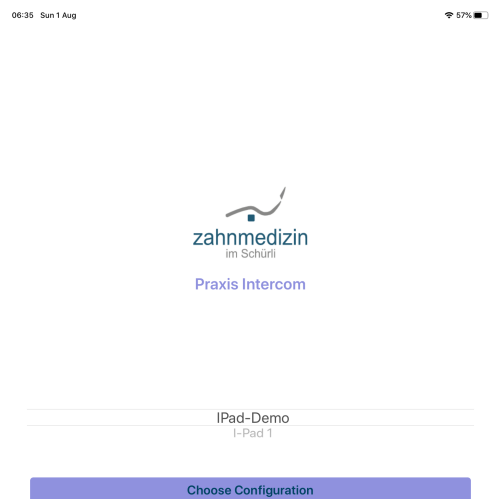 06:35 Sun 1 Aug 57%
zahnmedizin
im Schürli
Praxis Intercom
IPad-Demo
I-Pad 1
Choose Configuration